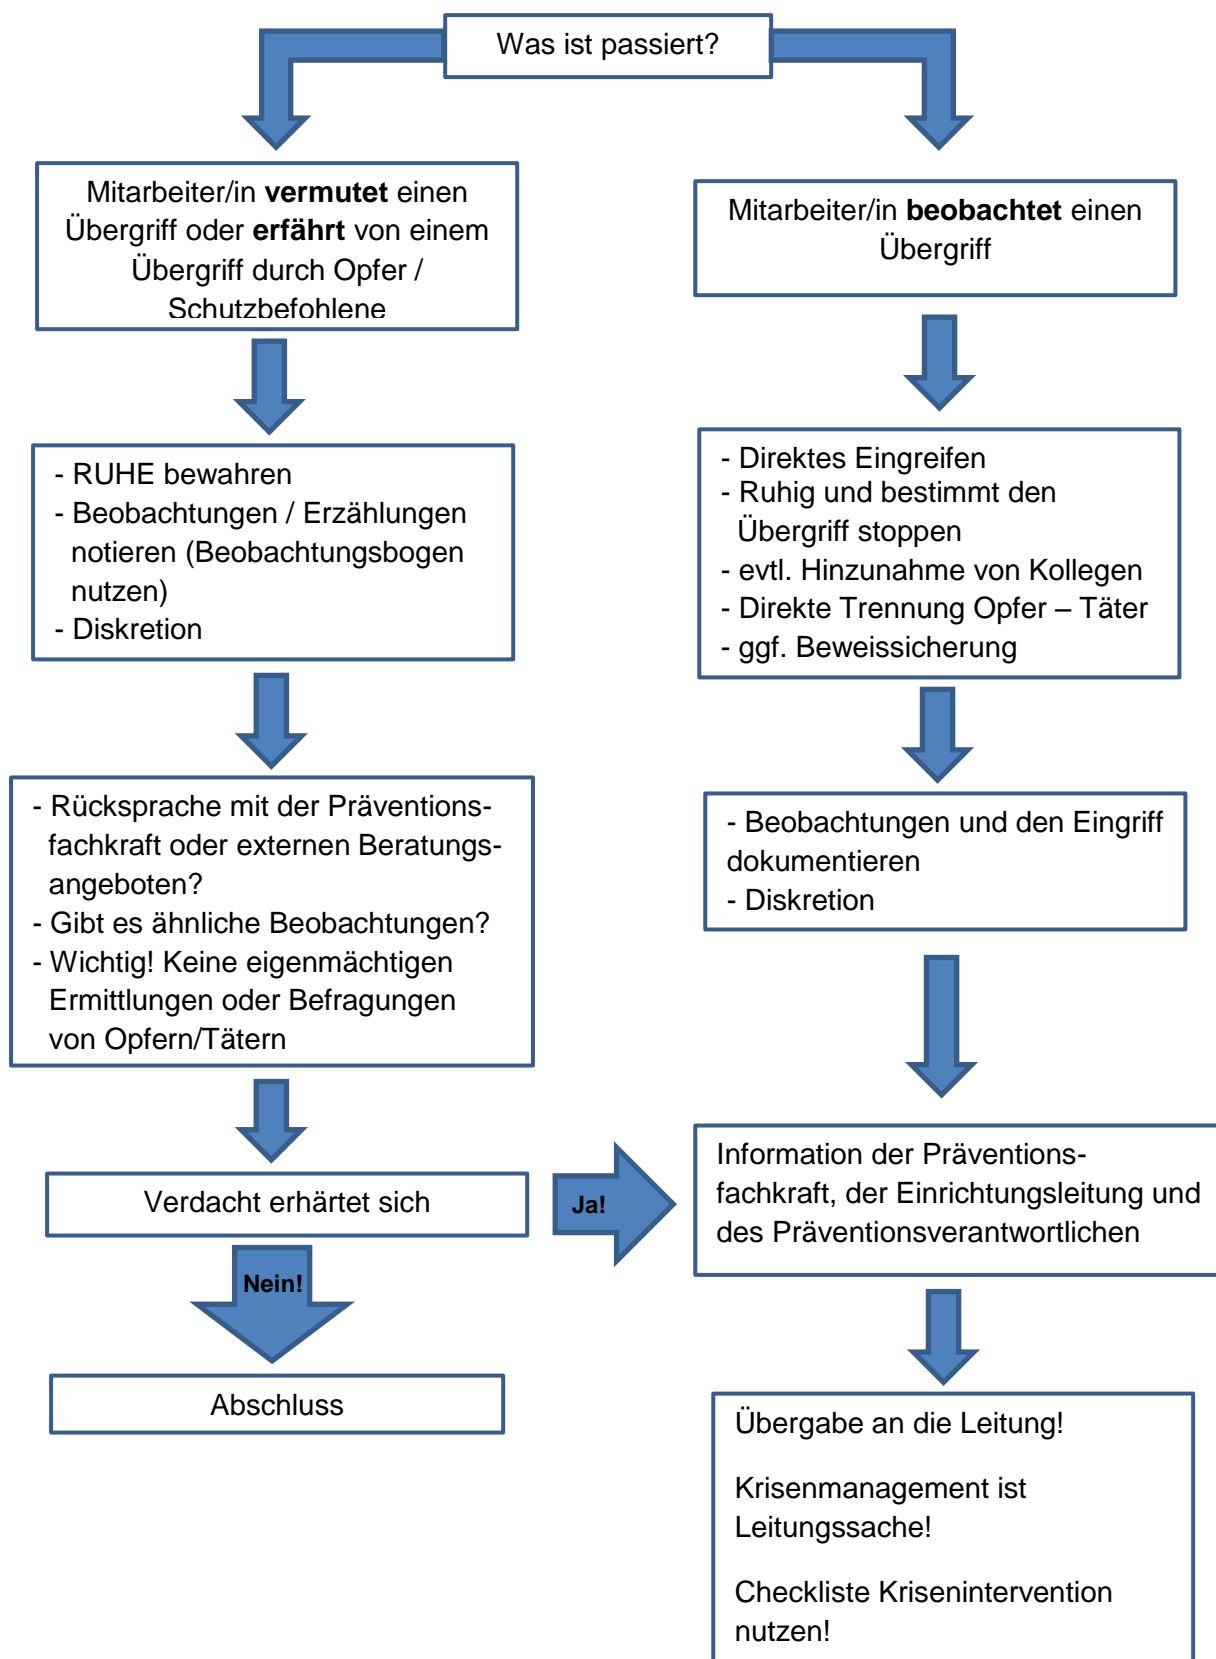 Was ist passiert?
Mitarbeiter/in vermutet einen
Übergriff oder erfährt von einem
Übergriff durch Opfer /
Schutzbefohlene
- RUHE bewahren
- Beobachtungen / Erzählungen
notieren (Beobachtungsbogen
nutzen)
- Diskretion
- Rücksprache mit der Präventions-
fachkraft oder externen Beratungs-
angeboten?
- Gibt es ähnliche Beobachtungen?
- Wichtig! Keine eigenmächtigen
Ermittlungen oder Befragungen
von Opfern/Tätern
Verdacht erhärtet sich
Ja!
Nein!
Abschluss
Mitarbeiter/in beobachtet einen
Übergriff
- Direktes Eingreifen
- Ruhig und bestimmt den
Übergriff stoppen
- evtl. Hinzunahme von Kollegen
- Direkte Trennung Opfer – Täter
- ggf. Beweissicherung
- Beobachtungen und den Eingriff
dokumentieren
- Diskretion
Information der Präventions-
fachkraft, der Einrichtungsleitung und
des Präventionsverantwortlichen
Übergabe an die Leitung!
Krisenmanagement ist
Leitungssache!
Checkliste Krisenintervention
nutzen!